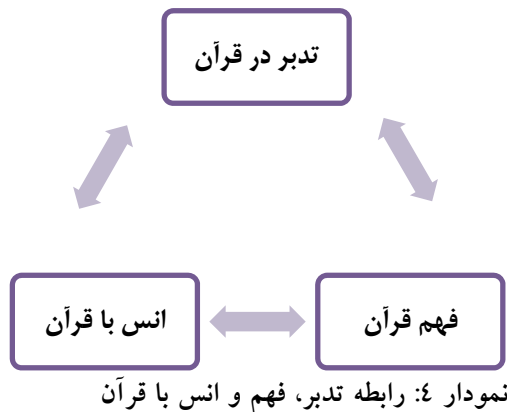 تدبر در قرآن
فهم قرآن
انس با قرآن
نمودار ٤: رابطه تدبر، فهم و انس با قرآن